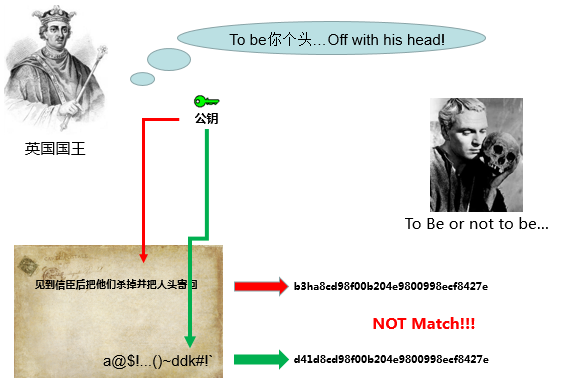 To be你个头…Off with his head!
公钥
英国国王
To Be or not to be...
见到信臣后把他们杀掉并把人头寄回
b3ha8cd98f00b204e9800998ecf8427e
NOT Match!!!
a@$!...()~ddk#!`
d41d8cd98f00b204e9800998ecf8427e